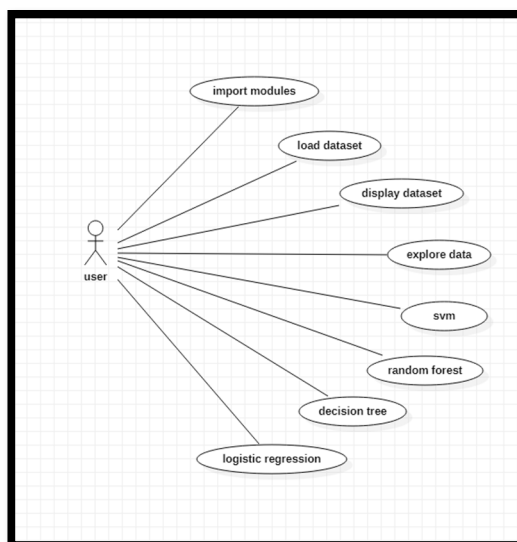 import modules
load dataset
display dataset
user
explore data
svm
random forest
decision tree
logistic regression